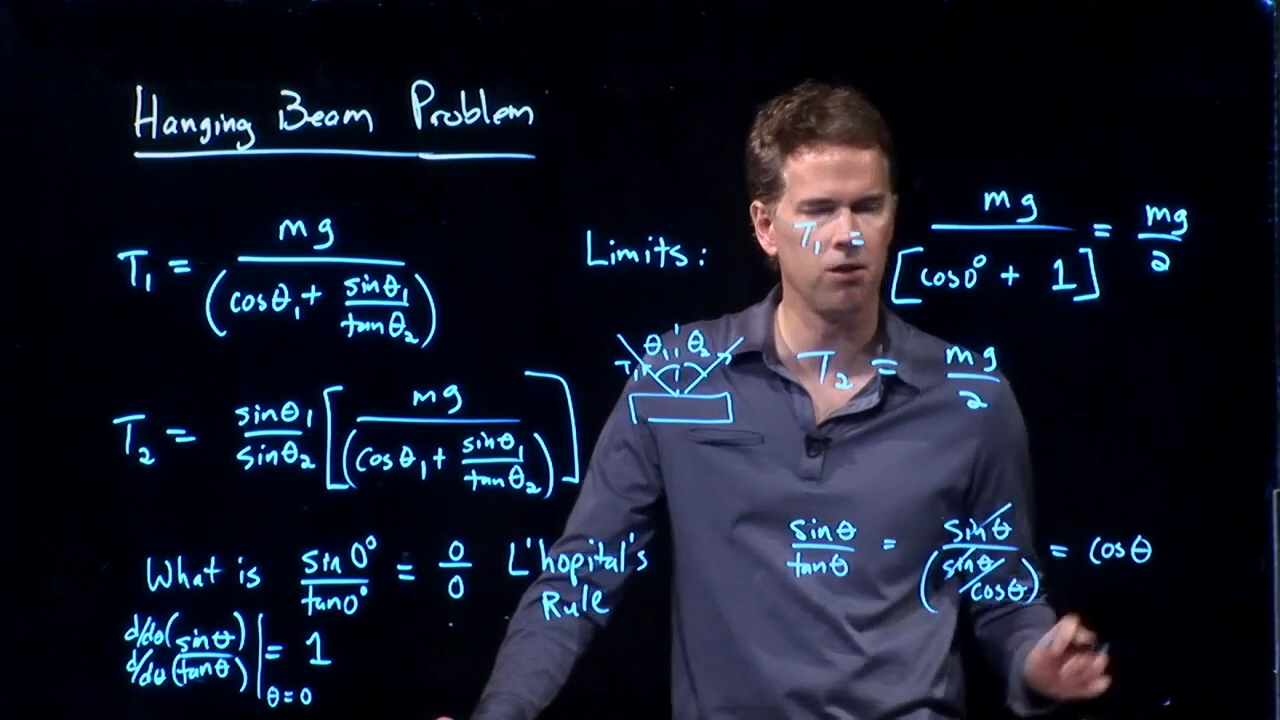 Hanging Beam Problem
T₁ = mg / (cosθ₁ + sinθ₁/tanθ₂)
T₂ = sinθ₁/sinθ₂ [mg / (cosθ₁ + sinθ₁/tanθ₂)]
What is sin0°/tan0° = 0/0 L'hopital's Rule
d/dθ(sinθ) / d/dθ(tanθ) |θ=0 = 1
Limits:
T₁ = mg / [cos0° + 1] = mg/2
θ₁ θ₂
T₁
T₂ = mg/2
sinθ/tanθ = sinθ/(sinθ/cosθ) = cosθ